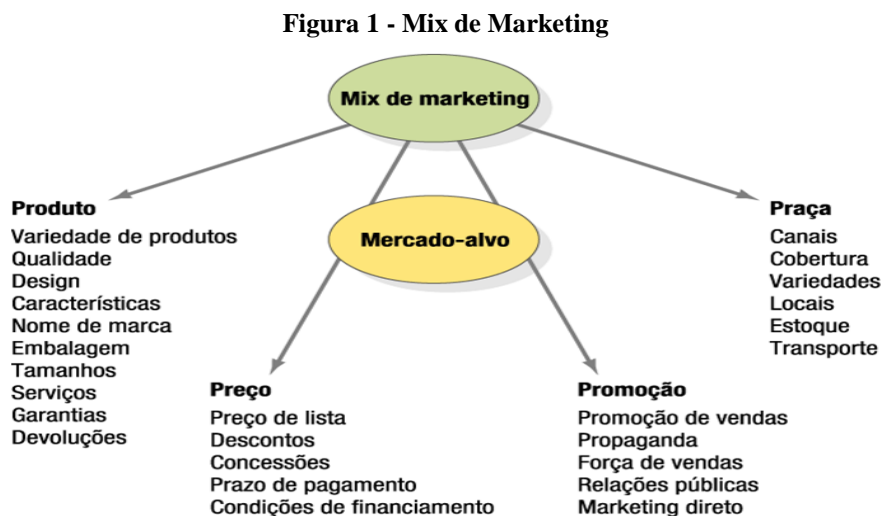 Figura 1 - Mix de Marketing
Mix de marketing
Mercado-alvo
Produto
Variedade de produtos
Qualidade
Design
Características
Nome de marca
Embalagem
Tamanhos
Serviços
Garantias
Devoluções
Preço
Preço de lista
Descontos
Concessões
Prazo de pagamento
Condições de financiamento
Promoção
Promoção de vendas
Propaganda
Força de vendas
Relações públicas
Marketing direto
Praça
Canais
Cobertura
Variedades
Locais
Estoque
Transporte